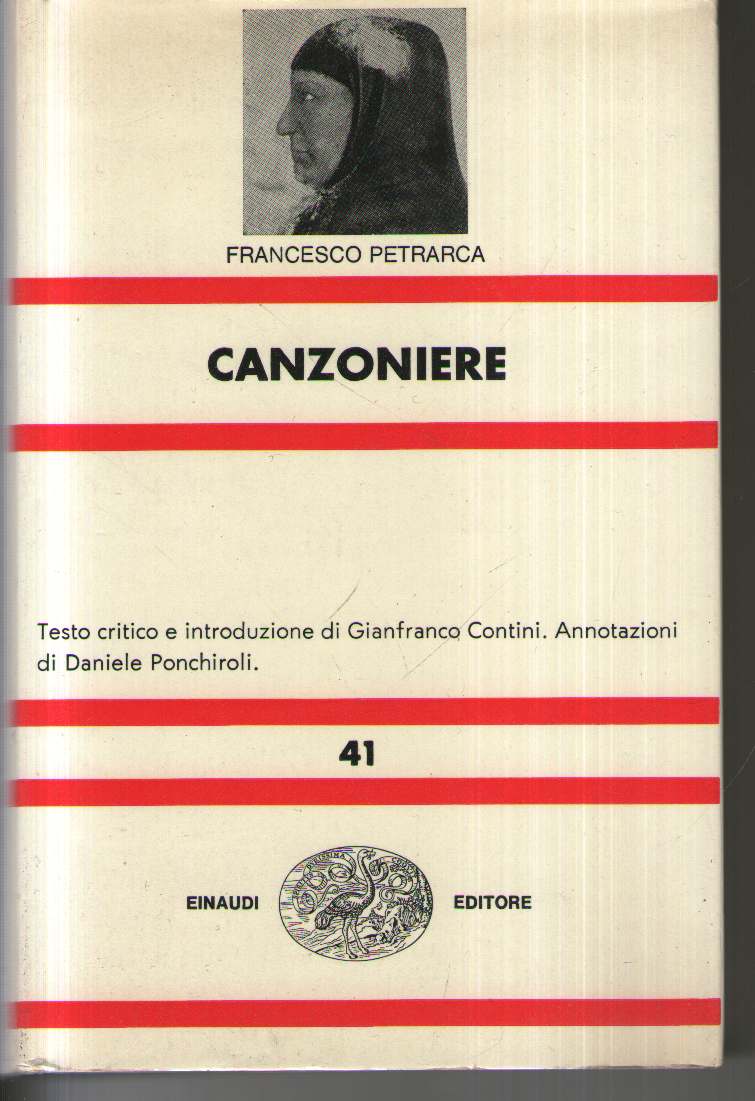 FRANCESCO PETRARCA
CANZONIERE
Testo critico e introduzione di Gianfranco Contini. Annotazioni
di Daniele Ponchiroli.
41
EINAUDI
EDITORE